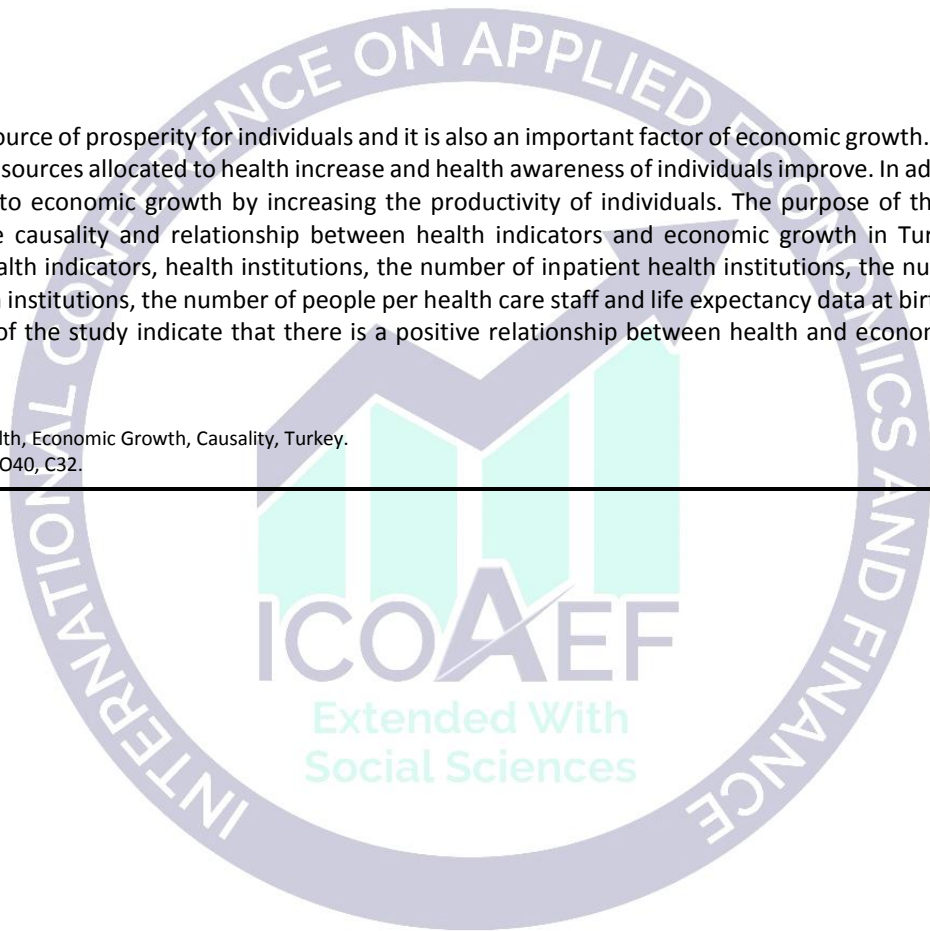 ource of prosperity for individuals and it is also an important factor of economic growth.
sources allocated to health increase and health awareness of individuals improve. In ad
to economic growth by increasing the productivity of individuals. The purpose of th
e causality and relationship between health indicators and economic growth in Tur
alth indicators, health institutions, the number of inpatient health institutions, the nu
institutions, the number of people per health care staff and life expectancy data at birt
of the study indicate that there is a positive relationship between health and econom
lth, Economic Growth, Causality, Turkey.
O40, C32.
INTERNATIONAL CONFERENCE ON APPLIED ECONOMICS AND FINANCE
ICOAEF
Extended With
Social Sciences